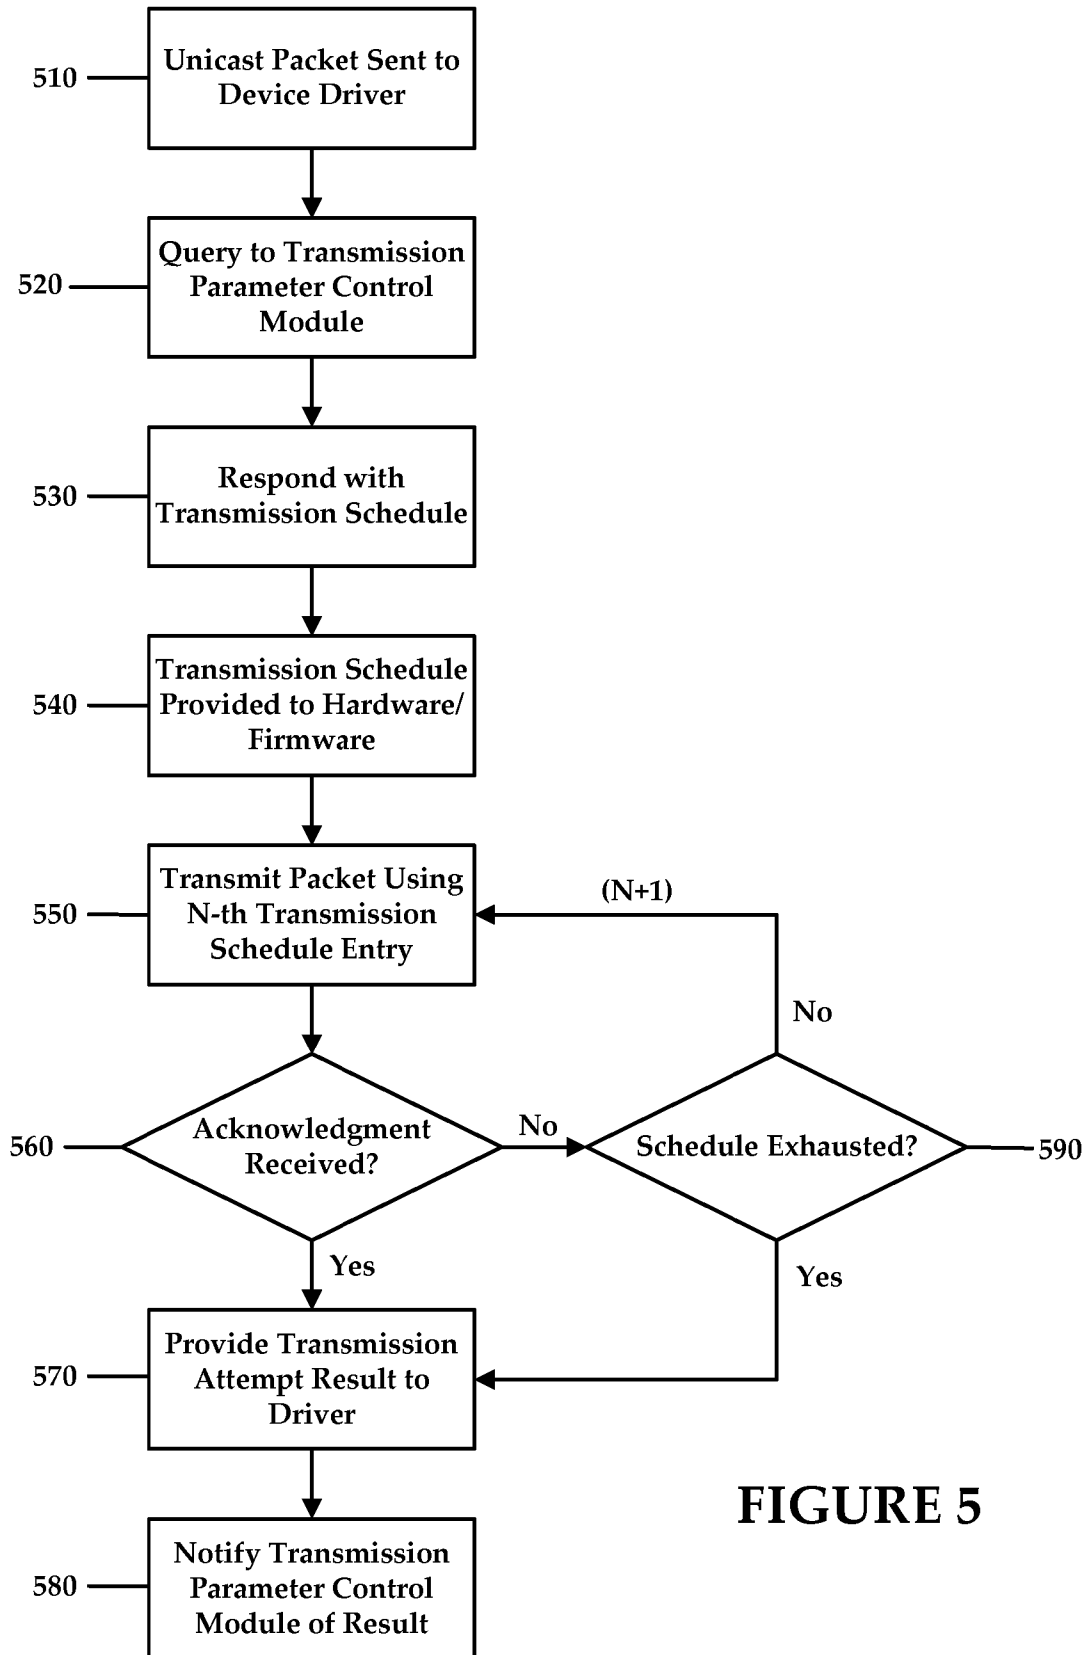 510
Unicast Packet Sent to
Device Driver
520
Query to Transmission
Parameter Control
Module
530
Respond with
Transmission Schedule
540
Transmission Schedule
Provided to Hardware/
Firmware
550
Transmit Packet Using
N-th Transmission
Schedule Entry
(N+1)
No
560
Acknowledgment
Received?
No
Schedule Exhausted?
590
Yes
Yes
570
Provide Transmission
Attempt Result to
Driver
580
Notify Transmission
Parameter Control
Module of Result
FIGURE 5